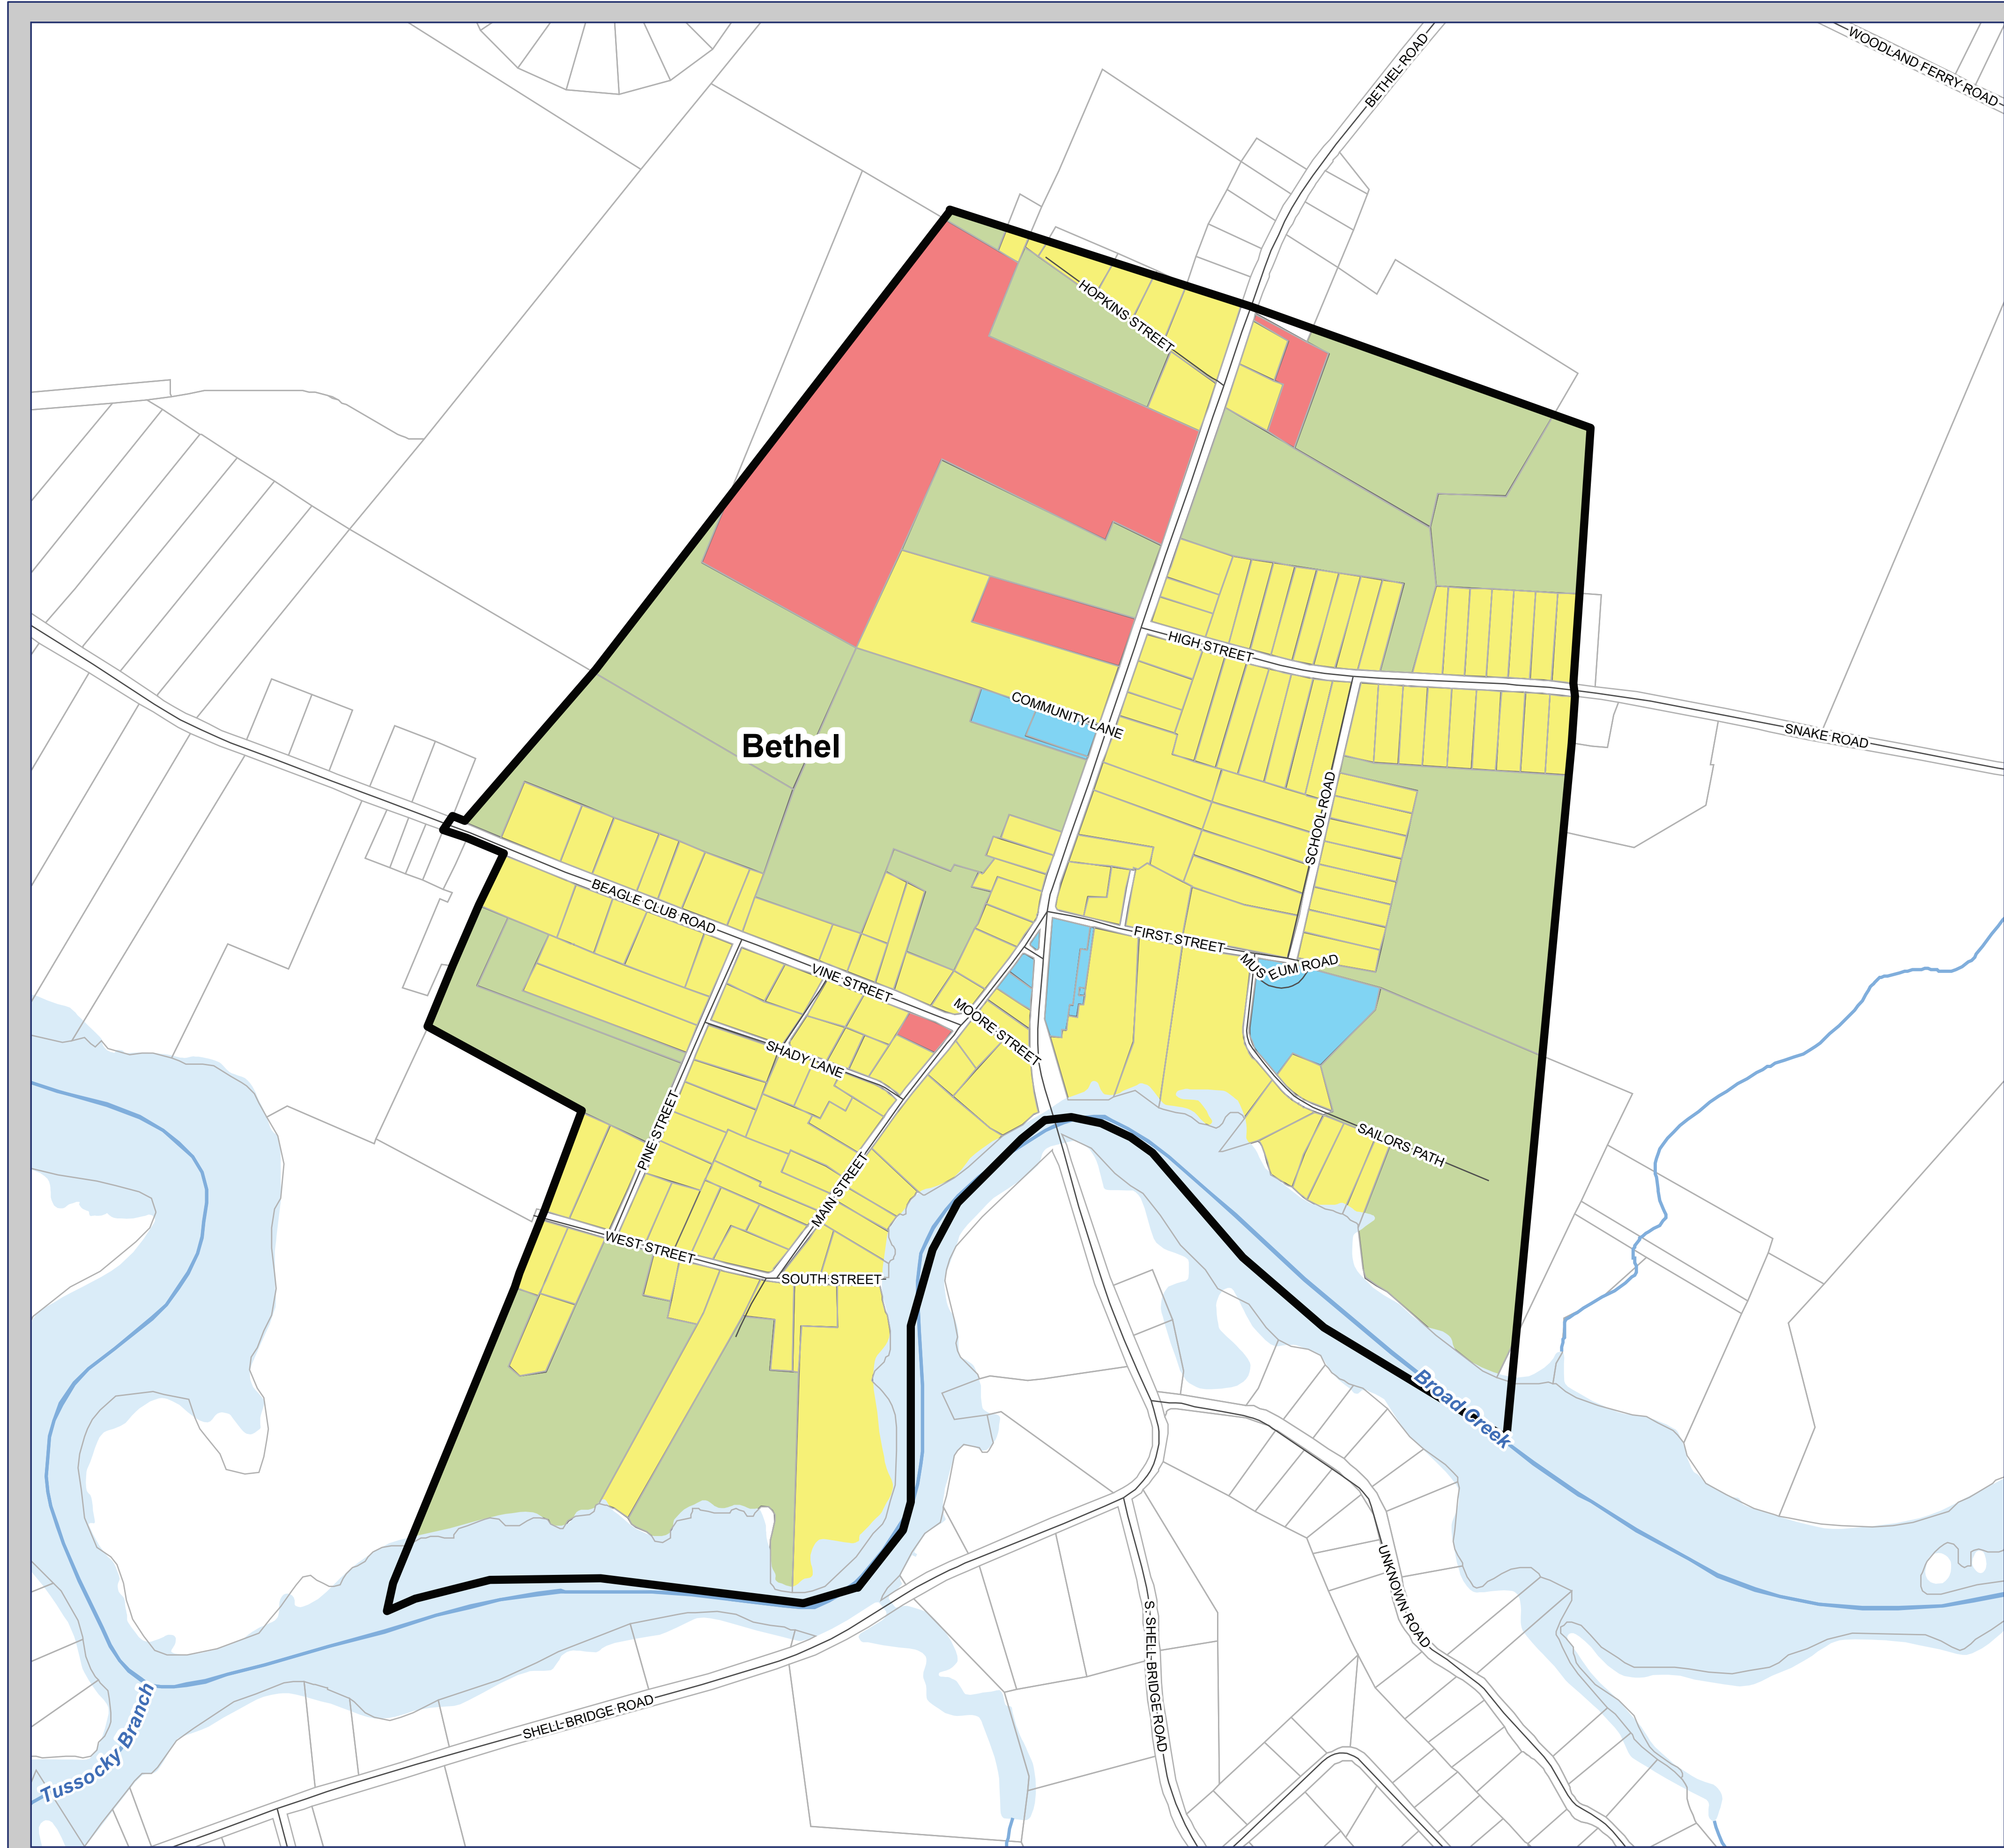 WOODLAND FERRY ROAD
BETHEL ROAD
HOPKINS STREET
HIGH STREET
COMMUNITY LANE
SNAKE ROAD
Bethel
SCHOOL ROAD
BEAGLE CLUB ROAD
FIRST STREET
MUSEUM ROAD
VINE STREET
MOORE STREET
SHADY LANE
PINE STREET
SAILORS PATH
MAIN STREET
WEST STREET
SOUTH STREET
Broad Creek
UNKNOWN ROAD
S. SHELL BRIDGE ROAD
SHELL BRIDGE ROAD
Tussocky Branch